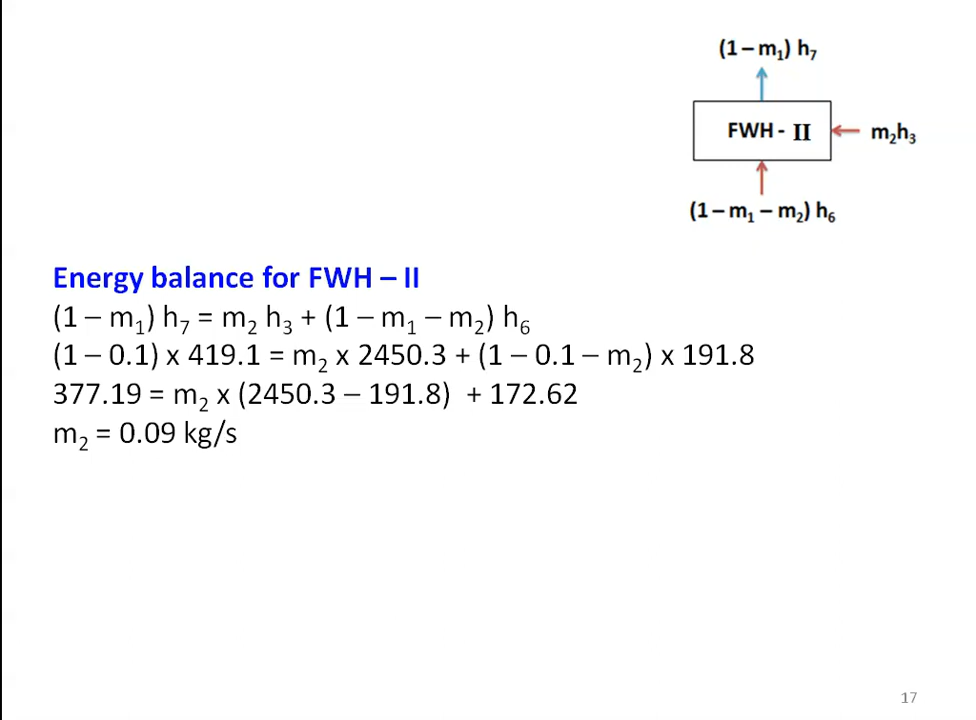 (1 – m₁) h₇
FWH - II
m₂h₃
(1 – m₁ – m₂) h₆
Energy balance for FWH – II
(1 – m₁) h₇ = m₂ h₃ + (1 – m₁ – m₂) h₆
(1 – 0.1) x 419.1 = m₂ x 2450.3 + (1 – 0.1 – m₂) x 191.8
377.19 = m₂ x (2450.3 – 191.8) + 172.62
m₂ = 0.09 kg/s
17